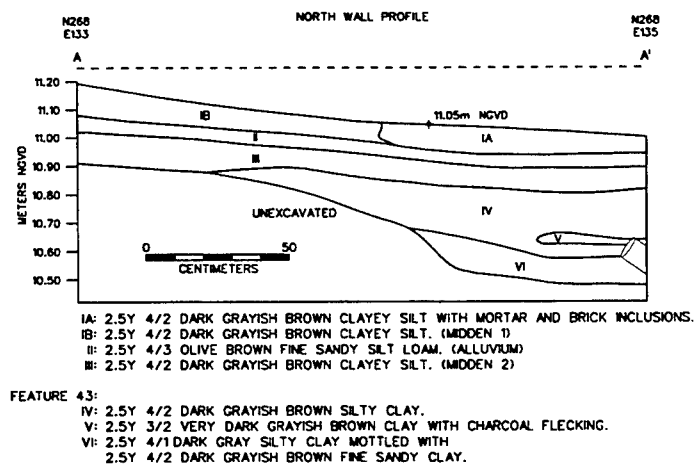 NORTH WALL PROFILE
N268
E133
N268
E135
A
A'
11.20
11.10
11.00
10.90
10.80
10.70
10.60
10.50
METERS NGVD
11.05m NGVD
IB
IA
II
III
IV
UNEXCAVATED
V
VI
0
50
CENTIMETERS
IA: 2.5Y 4/2 DARK GRAYISH BROWN CLAYEY SILT WITH MORTAR AND BRICK INCLUSIONS.
IB: 2.5Y 4/2 DARK GRAYISH BROWN CLAYEY SILT. (MIDDEN 1)
II: 2.5Y 4/3 OLIVE BROWN FINE SANDY SILT LOAM. (ALLUVIUM)
III: 2.5Y 4/2 DARK GRAYISH BROWN CLAYEY SILT. (MIDDEN 2)
FEATURE 43:
IV: 2.5Y 4/2 DARK GRAYISH BROWN SILTY CLAY.
V: 2.5Y 3/2 VERY DARK GRAYISH BROWN CLAY WITH CHARCOAL FLECKING.
VI: 2.5Y 4/1 DARK GRAY SILTY CLAY MOTTLED WITH
2.5Y 4/2 DARK GRAYISH BROWN FINE SANDY CLAY.